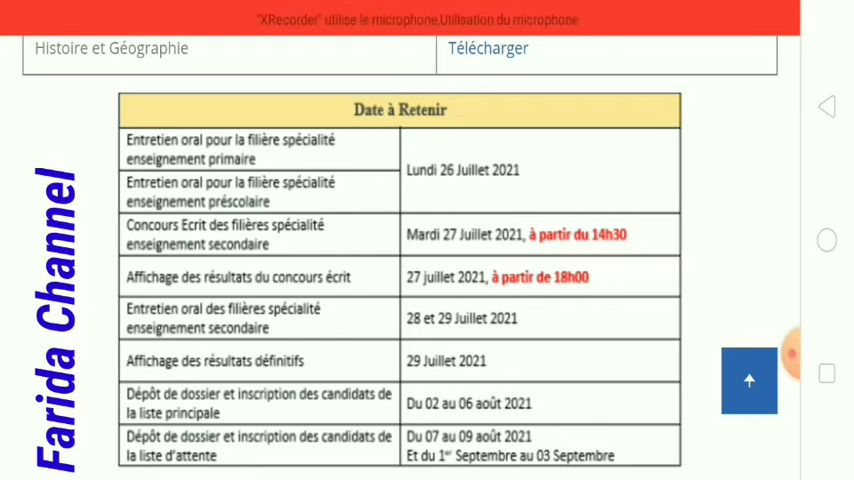 "XRecorder" utilise le microphone,Utilisation du microphone
Histoire et Géographie
Télécharger
Date à Retenir
Entretien oral pour la filière spécialité
enseignement primaire
Lundi 26 Juillet 2021
Entretien oral pour la filière spécialité
enseignement préscolaire
Concours Ecrit des filières spécialité
enseignement secondaire
Mardi 27 Juillet 2021, à partir du 14h30
Affichage des résultats du concours écrit
27 juillet 2021, à partir de 18h00
Entretien oral des filières spécialité
enseignement secondaire
28 et 29 Juillet 2021
Affichage des résultats définitifs
29 Juillet 2021
Dépôt de dossier et inscription des candidats de
la liste principale
Du 02 au 06 août 2021
Dépôt de dossier et inscription des candidats de
la liste d'attente
Du 07 au 09 août 2021
Et du 1er Septembre au 03 Septembre
Farida Channel